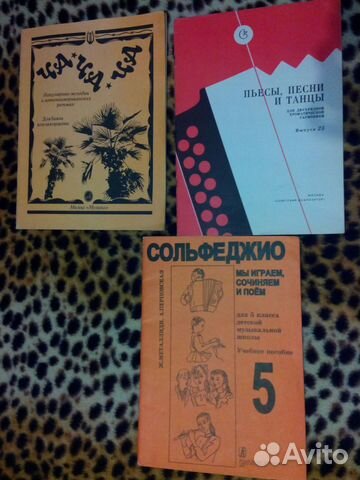 ЧА★ЧА★ЧА
Популярные мелодии
в латиноамериканских
ритмах
Для баяна
или аккордеона
Москва «Музыка»
ПЬЕСЫ, ПЕСНИ
И ТАНЦЫ
ДЛЯ ДВУХРЯДНОЙ
ХРОМАТИЧЕСКОЙ
ГАРМОНИКИ
Выпуск 23
МОСКВА
«СОВЕТСКИЙ КОМПОЗИТОР»
СОЛЬФЕДЖИО
МЫ ИГРАЕМ,
СОЧИНЯЕМ
И ПОЁМ
Ж.МЕТАЛЛИДИ, А.ПЕРЦОВСКАЯ
для 5 класса
детской
музыкальной
школы
Учебное пособие
5
Avito